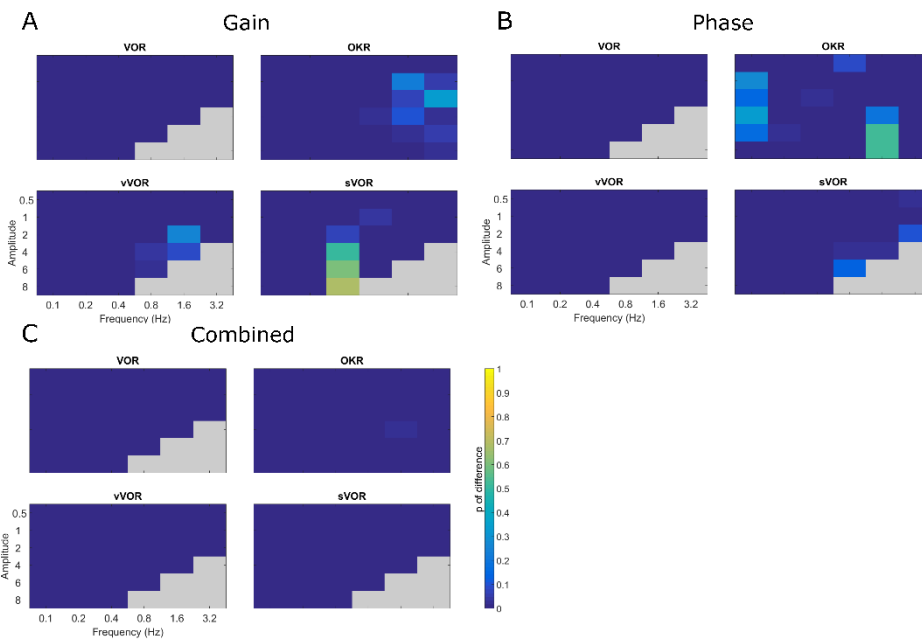 A
Gain
B
Phase
VOR
OKR
VOR
OKR
vVOR
sVOR
vVOR
sVOR
0.5
1
2
4
6
8
Amplitude
0.1 0.2 0.4 0.8 1.6 3.2
Frequency (Hz)
0.5
1
2
4
6
8
Amplitude
0.1 0.2 0.4 0.8 1.6 3.2
Frequency (Hz)
C
Combined
VOR
OKR
vVOR
sVOR
0.5
1
2
4
6
8
Amplitude
0.1 0.2 0.4 0.8 1.6 3.2
Frequency (Hz)
1
0.9
0.8
0.7
0.6
0.5
0.4
0.3
0.2
0.1
0
p of difference